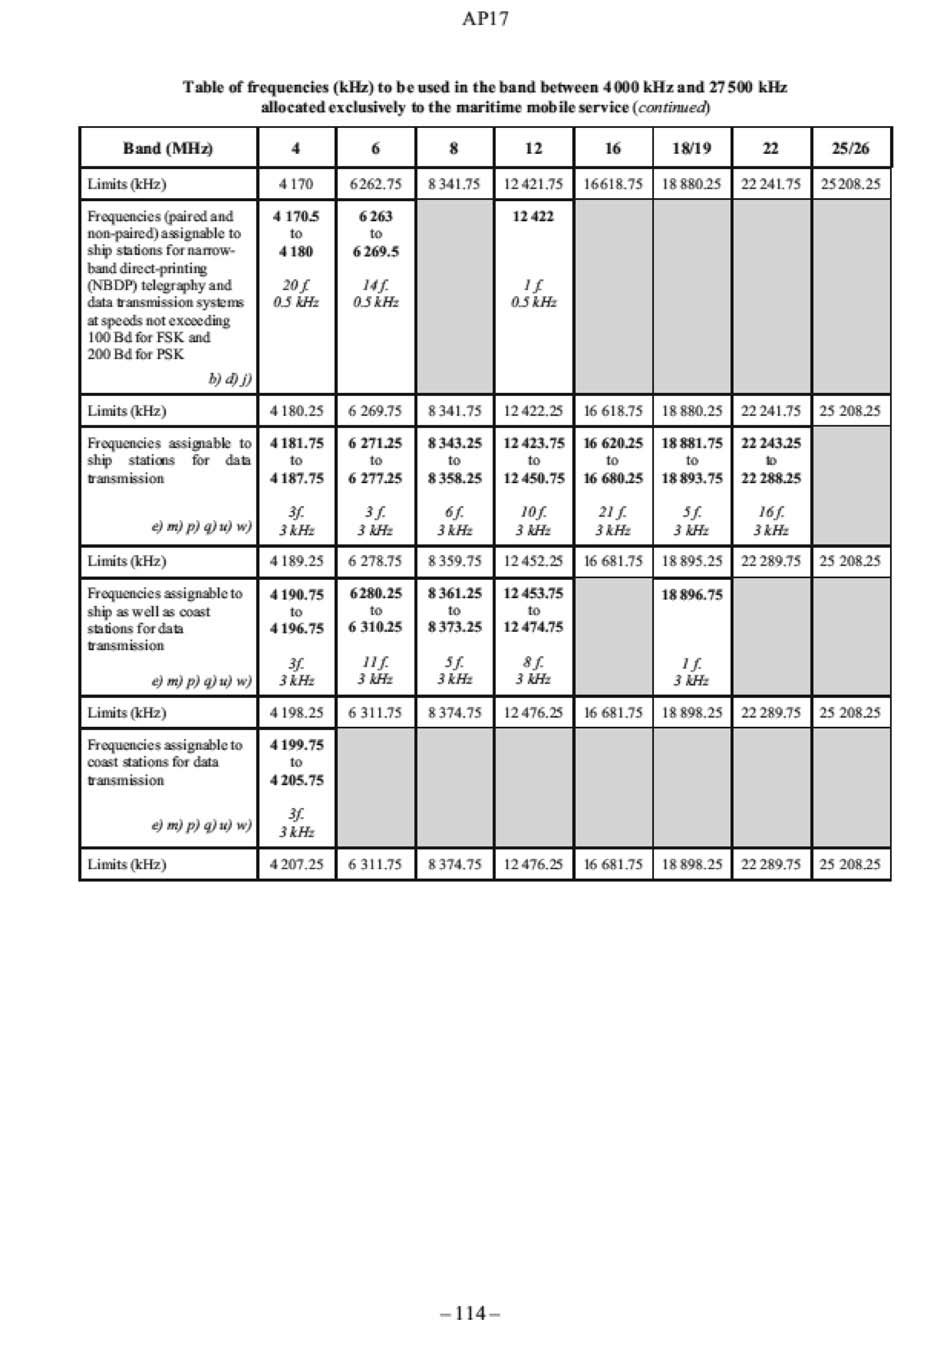 AP17
Table of frequencies (kHz) to be used in the band between 4 000 kHz and 27 500 kHz
allocated exclusively to the maritime mobile service (continued)
Band (MHz) 4 6 8 12 16 18/19 22 25/26
Limits (kHz) 4 170 6 262.75 8 341.75 12 421.75 16 618.75 18 880.25 22 241.75 25 208.25
Frequencies (paired and 4 170.5 6 263 12 422
non-paired) assignable to to to
ship stations for narrow- 4 180 6 269.5
band direct-printing
(NBDP) telegraphy and 20 f. 14 f. 1 f.
data transmission systems 0.5 kHz 0.5 kHz 0.5 kHz
at speeds not exceeding
100 Bd for FSK and
200 Bd for PSK
b) d) j)
Limits (kHz) 4 180.25 6 269.75 8 341.75 12 422.25 16 618.75 18 880.25 22 241.75 25 208.25
Frequencies assignable to 4 181.75 6 271.25 8 343.25 12 423.75 16 620.25 18 881.75 22 243.25
ship stations for data to to to to to to to
transmission 4 187.75 6 277.25 8 358.25 12 450.75 16 680.25 18 893.75 22 288.25
3f. 3 f. 6 f. 10 f. 21 f. 5 f. 16 f.
e) m) p) q) u) w) 3 kHz 3 kHz 3 kHz 3 kHz 3 kHz 3 kHz 3 kHz
Limits (kHz) 4 189.25 6 278.75 8 359.75 12 452.25 16 681.75 18 895.25 22 289.75 25 208.25
Frequencies assignable to 4 190.75 6 280.25 8 361.25 12 453.75 18 896.75
ship as well as coast to to to to
stations for data 4 196.75 6 310.25 8 373.25 12 474.75
transmission
3f. 11 f. 5 f. 8 f. 1 f.
e) m) p) q) u) w) 3 kHz 3 kHz 3 kHz 3 kHz 3 kHz
Limits (kHz) 4 198.25 6 311.75 8 374.75 12 476.25 16 681.75 18 898.25 22 289.75 25 208.25
Frequencies assignable to 4 199.75
coast stations for data to
transmission 4 205.75
3f.
e) m) p) q) u) w) 3 kHz
Limits (kHz) 4 207.25 6 311.75 8 374.75 12 476.25 16 681.75 18 898.25 22 289.75 25 208.25
– 114 –